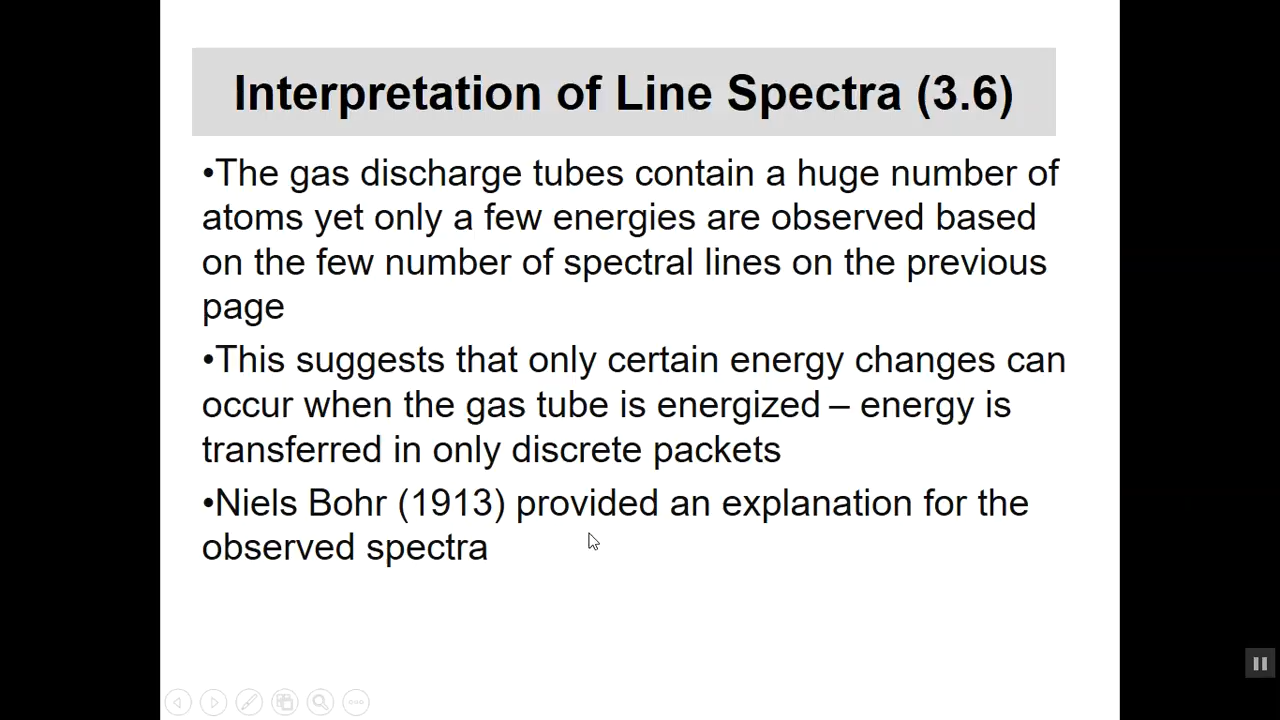 Interpretation of Line Spectra (3.6)
•The gas discharge tubes contain a huge number of
atoms yet only a few energies are observed based
on the few number of spectral lines on the previous
page
•This suggests that only certain energy changes can
occur when the gas tube is energized – energy is
transferred in only discrete packets
•Niels Bohr (1913) provided an explanation for the
observed spectra